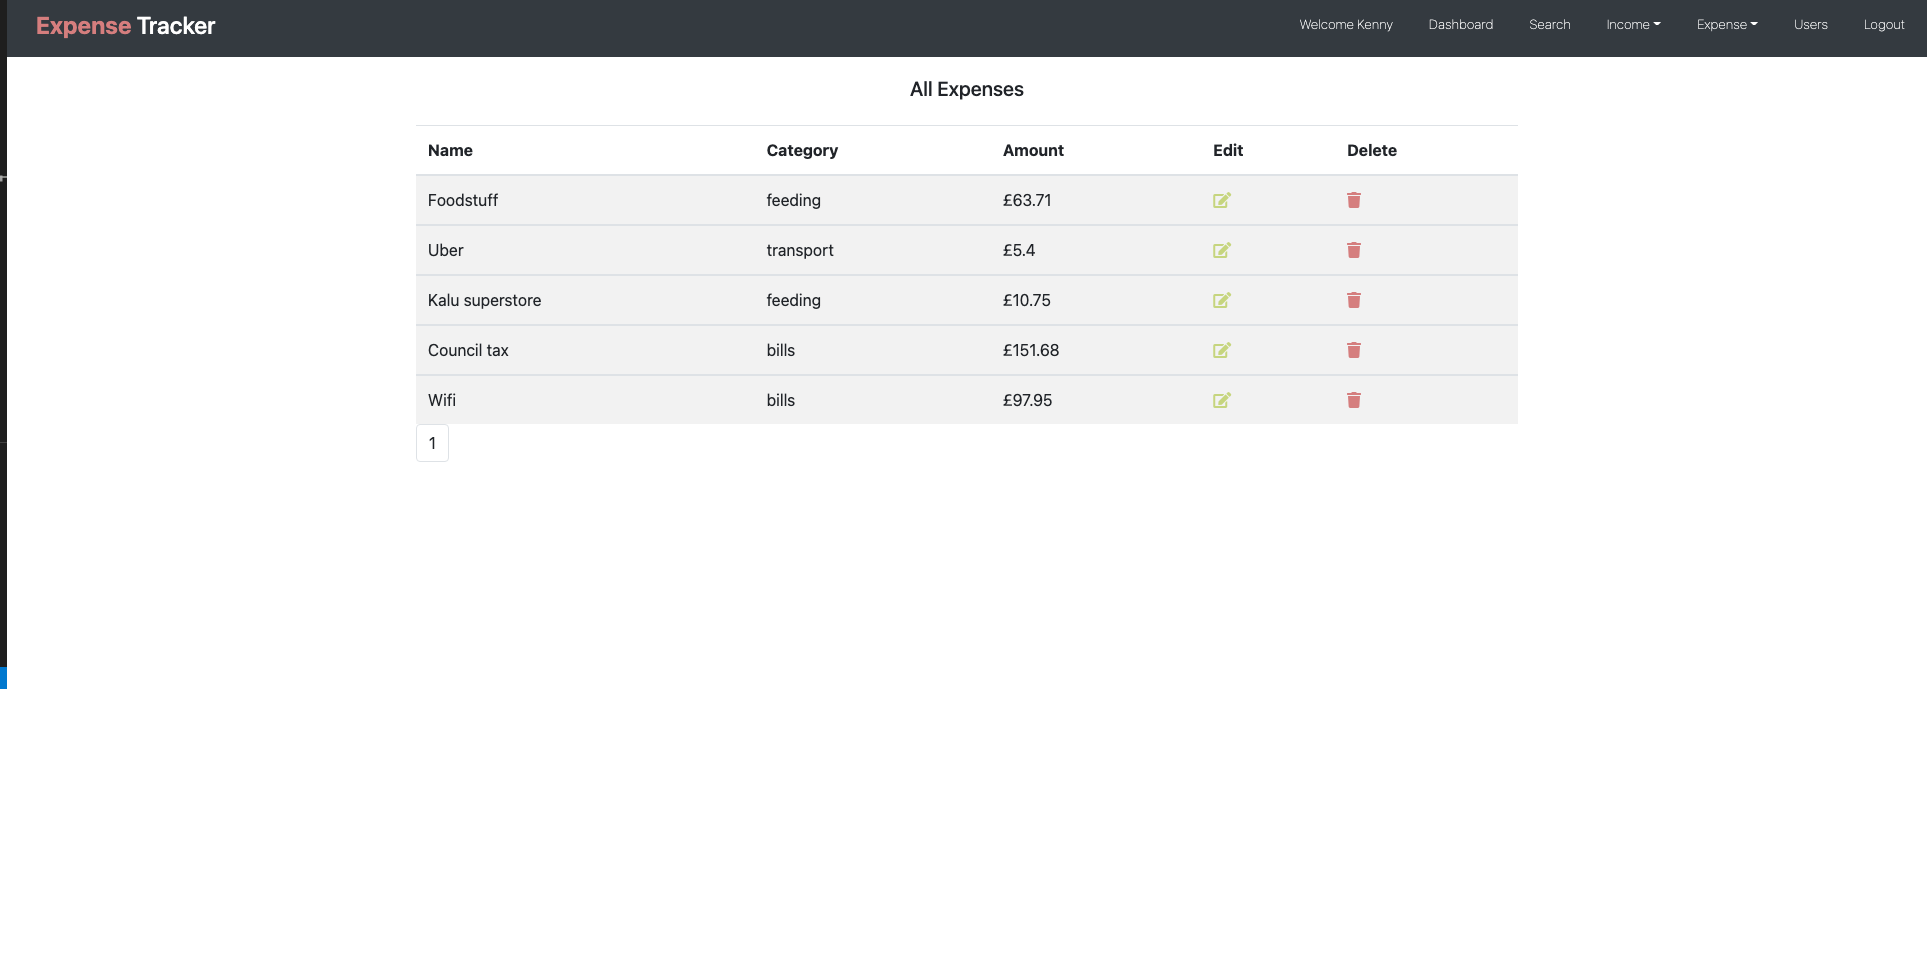 Expense Tracker Welcome Kenny Dashboard Search Income Expense Users Logout
All Expenses
Name Category Amount Edit Delete
Foodstuff feeding £63.71
Uber transport £5.4
Kalu superstore feeding £10.75
Council tax bills £151.68
Wifi bills £97.95
1